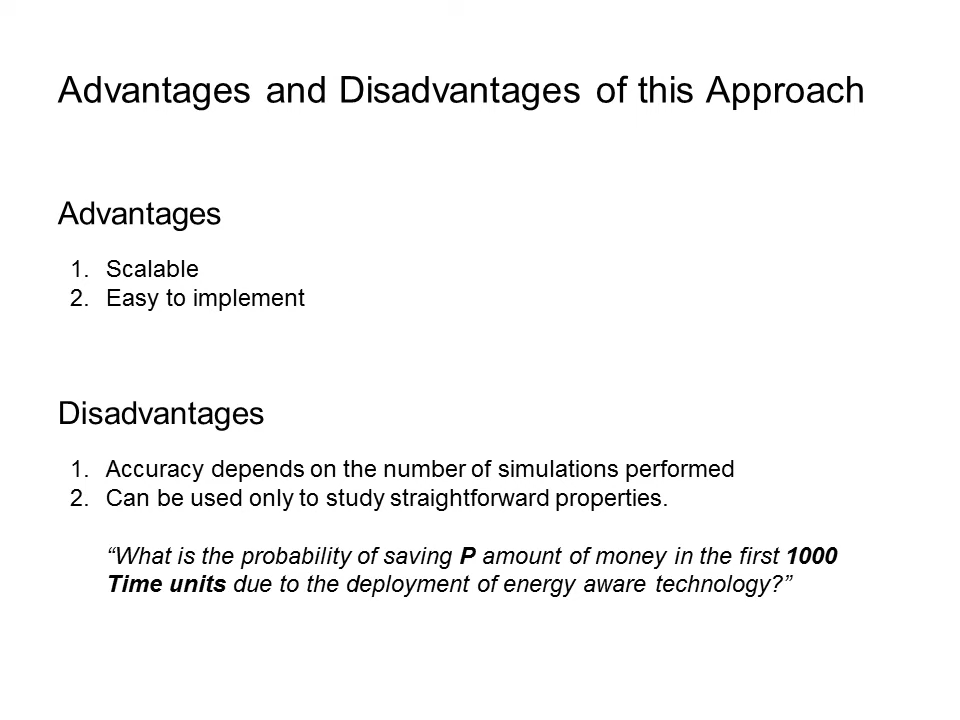 Advantages and Disadvantages of this Approach
Advantages
1. Scalable
2. Easy to implement
Disadvantages
1. Accuracy depends on the number of simulations performed
2. Can be used only to study straightforward properties.
“What is the probability of saving P amount of money in the first 1000
Time units due to the deployment of energy aware technology?”